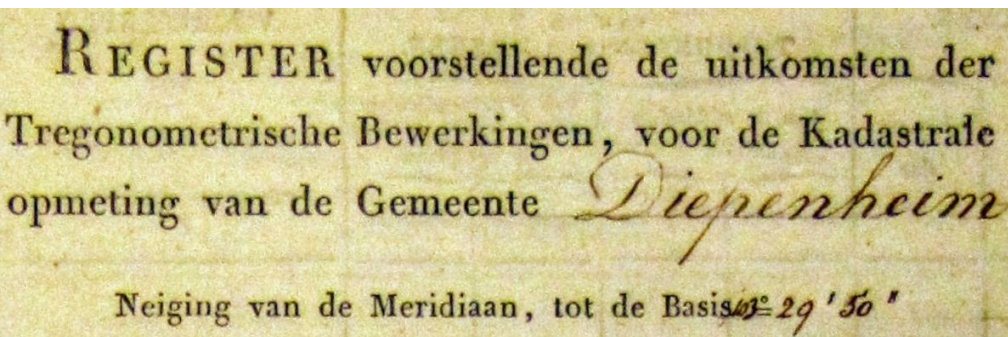 REGISTER voorstellende de uitkomsten der
Tregonometrische Bewerkingen, voor de Kadastrale
opmeting van de Gemeente Diepenheim
Neiging van de Meridiaan, tot de Basis 103° 29' 50"